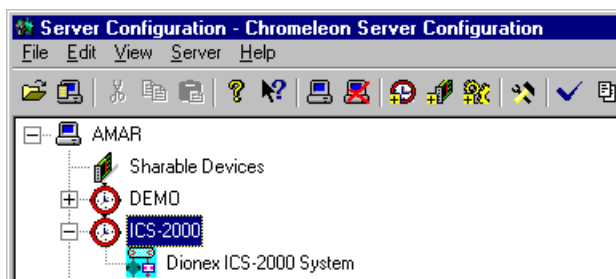 Server Configuration - Chromeleon Server Configuration
File Edit View Server Help
AMAR
Sharable Devices
DEMO
ICS-2000
Dionex ICS-2000 System